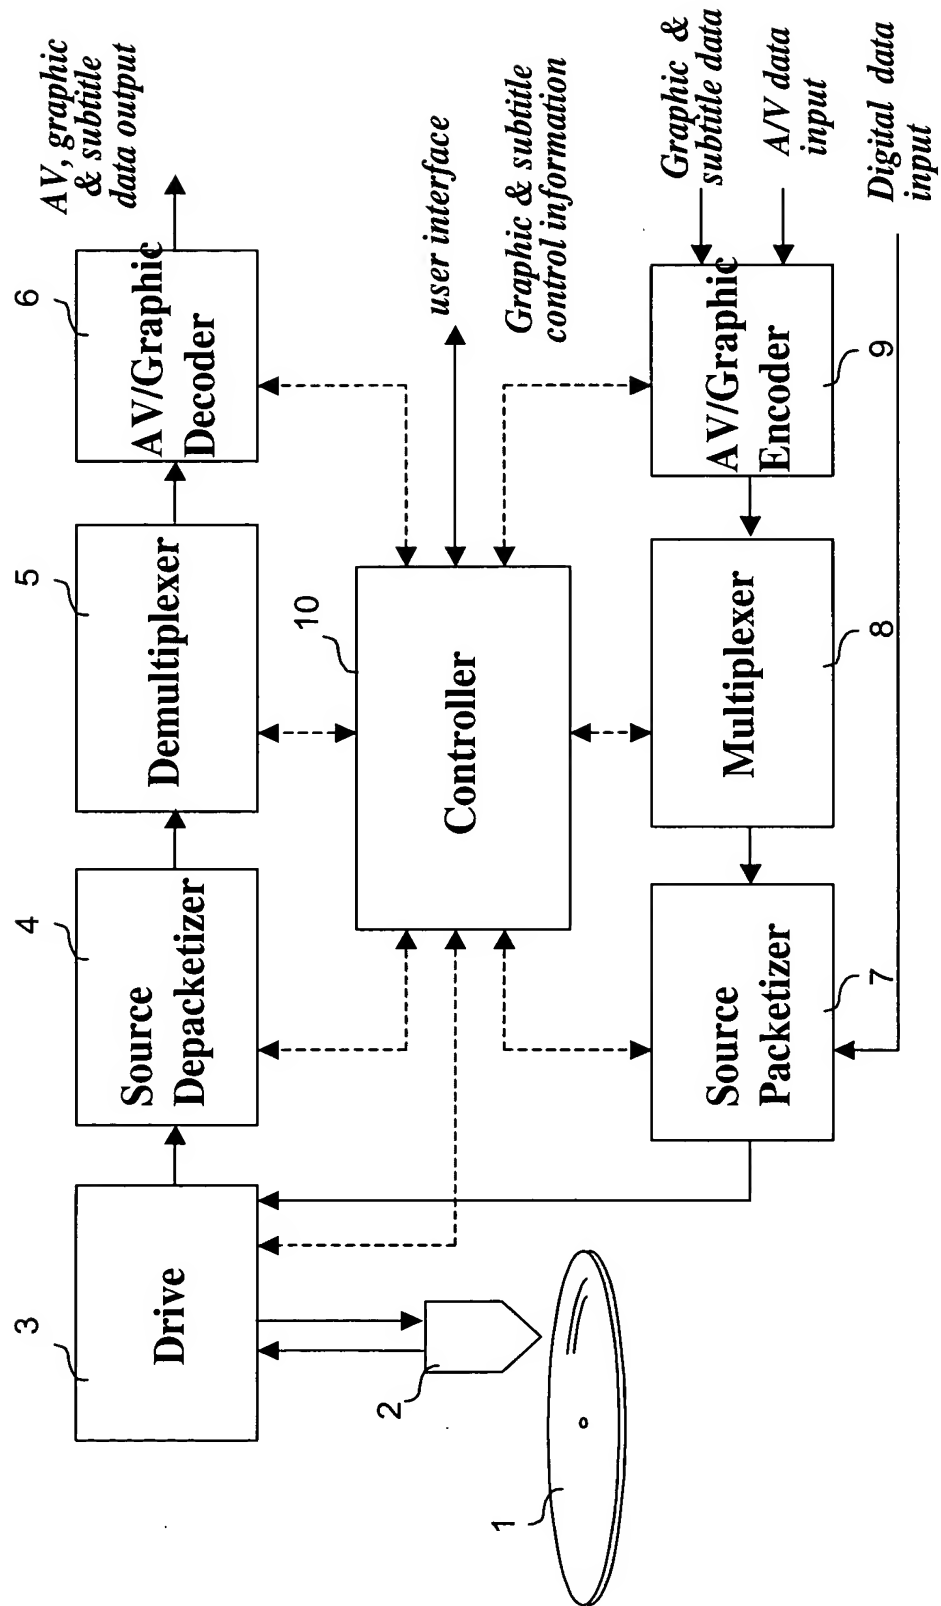 3
Drive
4
Source
Depacketizer
5
Demultiplexer
6
AV/Graphic
Decoder
AV, graphic
& subtitle
data output
2
1
10
Controller
user interface
Graphic & subtitle
control information
Source
Packetizer
7
Multiplexer
8
AV/Graphic
Encoder
9
Graphic &
subtitle data
A/V data
input
Digital data
input